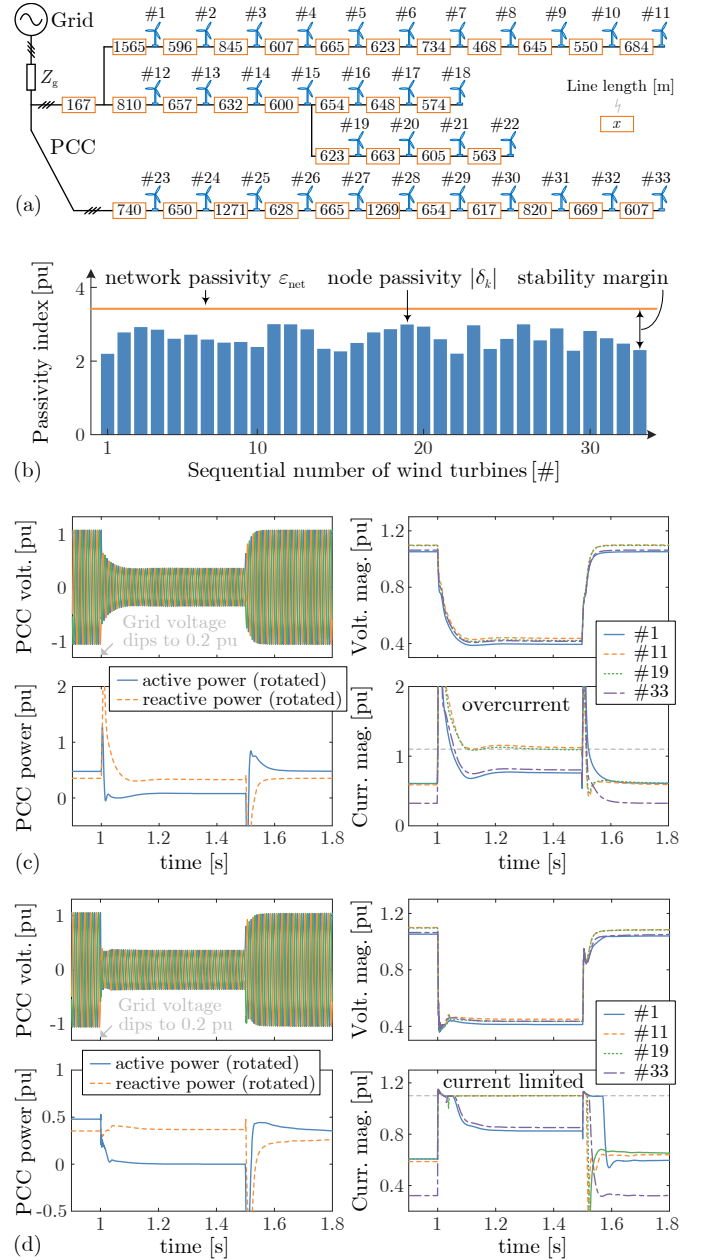 Grid
Z_g
#1 #2 #3 #4 #5 #6 #7 #8 #9 #10 #11
1565 596 845 607 665 623 734 468 645 550 684
#12 #13 #14 #15 #16 #17 #18
167 810 657 632 600 654 648 574
Line length [m]
x
PCC
#19 #20 #21 #22
623 663 605 563
#23 #24 #25 #26 #27 #28 #29 #30 #31 #32 #33
740 650 1271 628 665 1269 654 617 820 669 607
(a)
network passivity ε_net
node passivity |δ_k|
stability margin
Passivity index [pu]
4
2
0
1 10 20 30
Sequential number of wind turbines [#]
(b)
PCC volt. [pu]
1
0
-1
Grid voltage
dips to 0.2 pu
Volt. mag. [pu]
1.2
0.8
0.4
#1
#11
#19
#33
active power (rotated)
reactive power (rotated)
PCC power [pu]
2
1
0
1 1.2 1.4 1.6 1.8
time [s]
overcurrent
Curr. mag. [pu]
2
1
0
1 1.2 1.4 1.6 1.8
time [s]
(c)
PCC volt. [pu]
1
0
-1
Grid voltage
dips to 0.2 pu
Volt. mag. [pu]
1.2
0.8
0.4
#1
#11
#19
#33
active power (rotated)
reactive power (rotated)
PCC power [pu]
1
0.5
0
-0.5
1 1.2 1.4 1.6 1.8
time [s]
current limited
Curr. mag. [pu]
1.2
0.8
0.4
1 1.2 1.4 1.6 1.8
time [s]
(d)